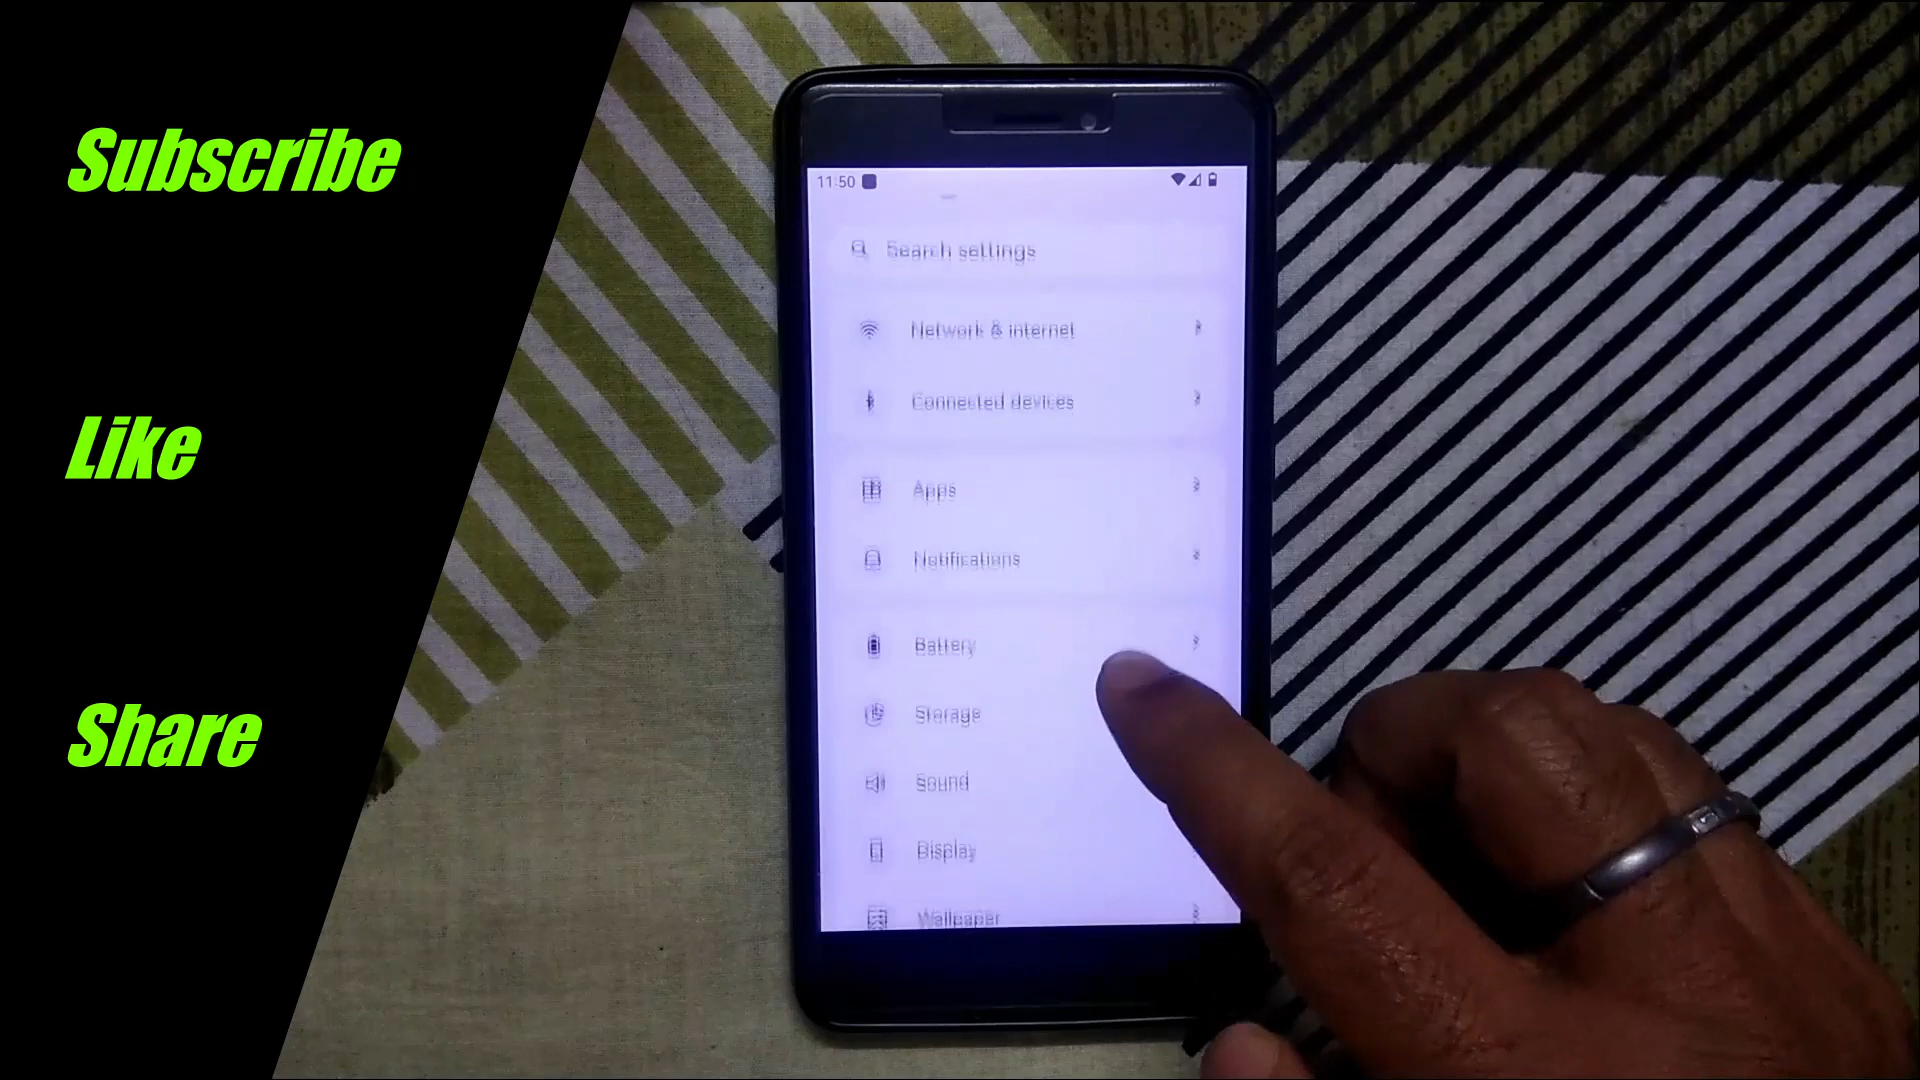 Subscribe
Like
Share
11:50
Search settings
Network & internet
Connected devices
Apps
Notifications
Battery
Storage
Sound
Display
Wallpaper